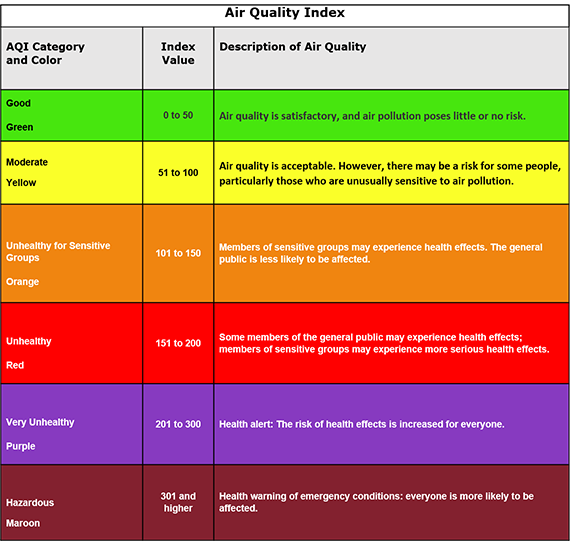 Air Quality Index
AQI Category
and Color
Index
Value
Description of Air Quality
Good
Green
0 to 50
Air quality is satisfactory, and air pollution poses little or no risk.
Moderate
Yellow
51 to 100
Air quality is acceptable. However, there may be a risk for some people,
particularly those who are unusually sensitive to air pollution.
Unhealthy for Sensitive
Groups
Orange
101 to 150
Members of sensitive groups may experience health effects. The general
public is less likely to be affected.
Unhealthy
Red
151 to 200
Some members of the general public may experience health effects;
members of sensitive groups may experience more serious health effects.
Very Unhealthy
Purple
201 to 300
Health alert: The risk of health effects is increased for everyone.
Hazardous
Maroon
301 and
higher
Health warning of emergency conditions: everyone is more likely to be
affected.